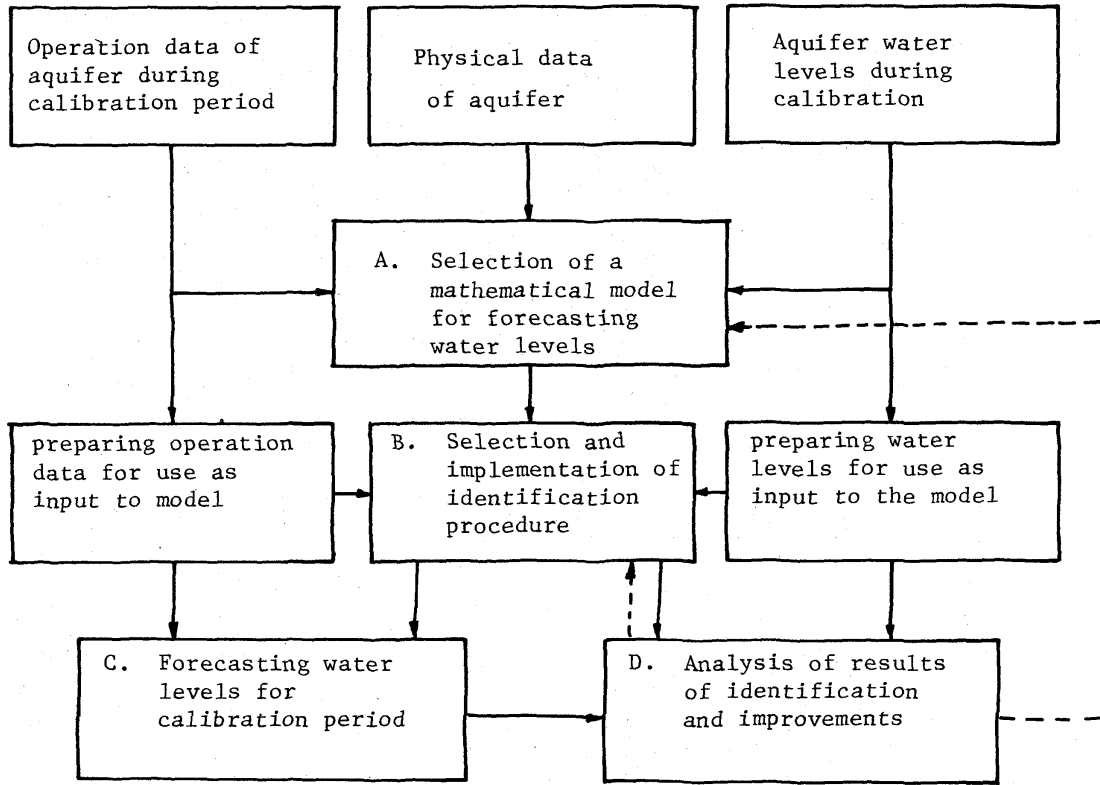 Operation data of
aquifer during
calibration period
Physical data
of aquifer
Aquifer water
levels during
calibration
A. Selection of a
mathematical model
for forecasting
water levels
preparing operation
data for use as
input to model
B. Selection and
implementation of
identification
procedure
preparing water
levels for use as
input to the model
C. Forecasting water
levels for
calibration period
D. Analysis of results
of identification
and improvements